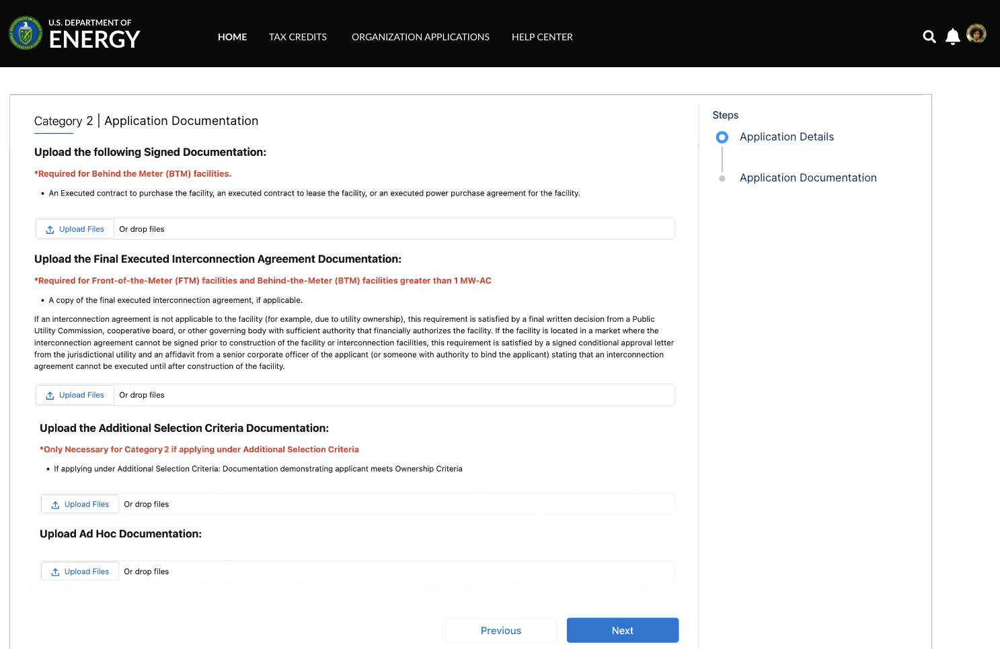 U.S. DEPARTMENT OF
ENERGY
HOME TAX CREDITS ORGANIZATION APPLICATIONS HELP CENTER
Category 2 | Application Documentation
Upload the following Signed Documentation:
*Required for Behind the Meter (BTM) facilities.
• An Executed contract to purchase the facility, an executed contract to lease the facility, or an executed power purchase agreement for the facility.
Upload Files Or drop files
Upload the Final Executed Interconnection Agreement Documentation:
*Required for Front-of-the-Meter (FTM) facilities and Behind-the-Meter (BTM) facilities greater than 1 MW-AC
• A copy of the final executed interconnection agreement, if applicable.
If an interconnection agreement is not applicable to the facility (for example, due to utility ownership), this requirement is satisfied by a final written decision from a Public
Utility Commission, cooperative board, or other governing body with sufficient authority that financially authorizes the facility. If the facility is located in a market where the
interconnection agreement cannot be signed prior to construction of the facility or interconnection facilities, this requirement is satisfied by a signed conditional approval letter
from the jurisdictional utility and an affidavit from a senior corporate officer of the applicant (or someone with authority to bind the applicant) stating that an interconnection
agreement cannot be executed until after construction of the facility.
Upload Files Or drop files
Upload the Additional Selection Criteria Documentation:
*Only Necessary for Category 2 if applying under Additional Selection Criteria
• If applying under Additional Selection Criteria: Documentation demonstrating applicant meets Ownership Criteria
Upload Files Or drop files
Upload Ad Hoc Documentation:
Upload Files Or drop files
Previous Next
Steps
Application Details
Application Documentation